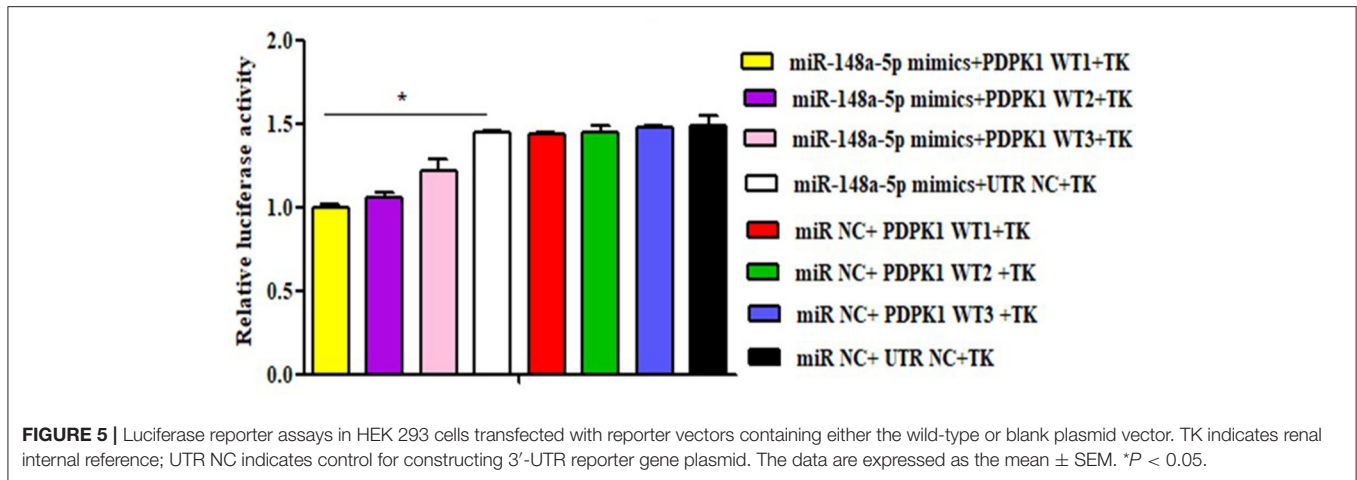 2.0
1.5
1.0
0.5
0.0
Relative luciferase activity
*
miR-148a-5p mimics+PDPK1 WT1+TK
miR-148a-5p mimics+PDPK1 WT2+TK
miR-148a-5p mimics+PDPK1 WT3+TK
miR-148a-5p mimics+UTR NC+TK
miR NC+ PDPK1 WT1+TK
miR NC+ PDPK1 WT2 +TK
miR NC+ PDPK1 WT3 +TK
miR NC+ UTR NC+TK
FIGURE 5 | Luciferase reporter assays in HEK 293 cells transfected with reporter vectors containing either the wild-type or blank plasmid vector. TK indicates renal
internal reference; UTR NC indicates control for constructing 3′-UTR reporter gene plasmid. The data are expressed as the mean ± SEM. *P < 0.05.